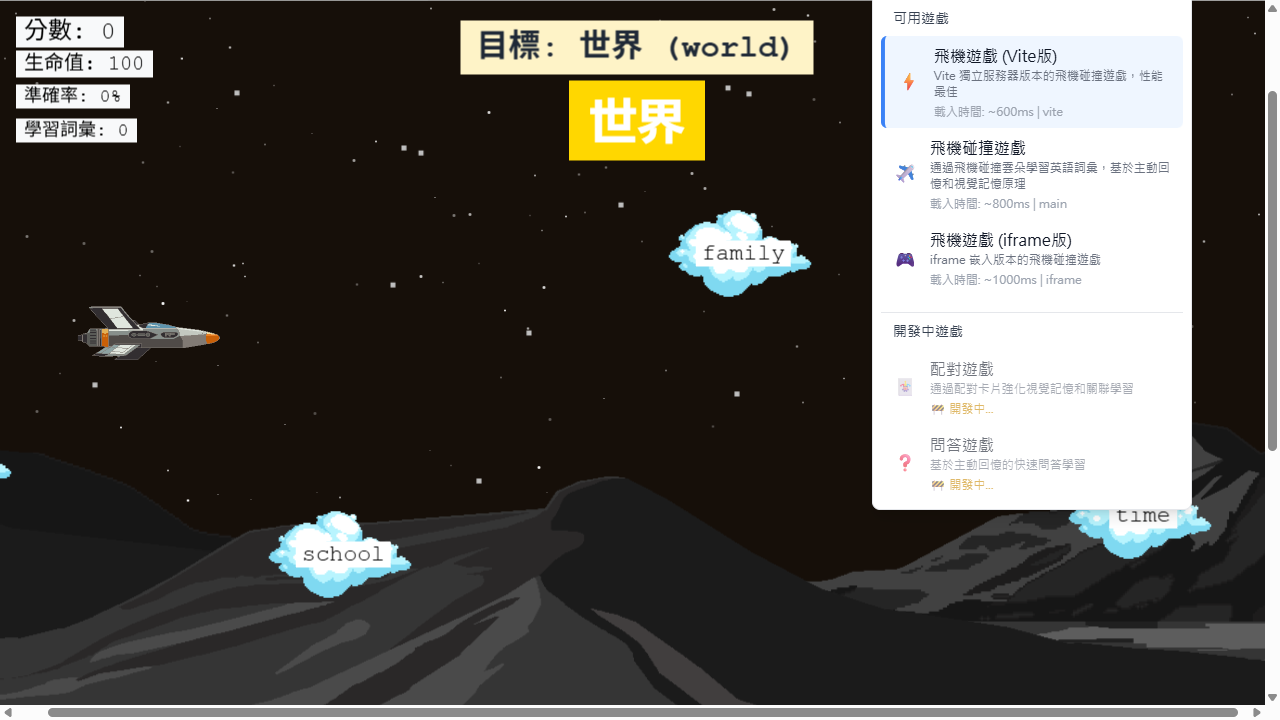 分數: 0
生命值: 100
準確率: 0%
學習詞彙: 0
目標: 世界 (world)
世界
family
school
time
可用遊戲
飛機遊戲 (Vite版)
Vite 獨立服務器版本的飛機碰撞遊戲，性能
最佳
載入時間: ~600ms | vite
飛機碰撞遊戲
通過飛機碰撞雲朵學習英語詞彙，基於主動回
憶和視覺記憶原理
載入時間: ~800ms | main
飛機遊戲 (iframe版)
iframe 嵌入版本的飛機碰撞遊戲
載入時間: ~1000ms | iframe
開發中遊戲
配對遊戲
通過配對卡片強化視覺記憶和關聯學習
🚧 開發中...
問答遊戲
基於主動回憶的快速問答學習
🚧 開發中...